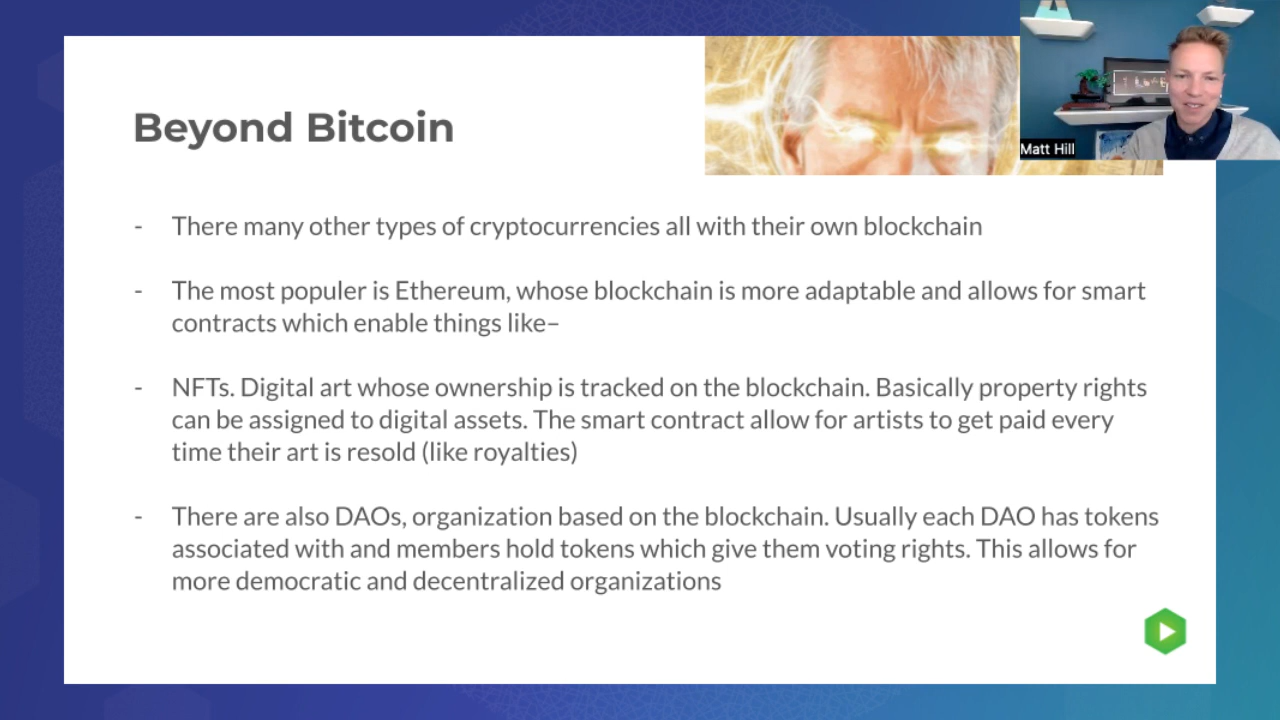 Beyond Bitcoin
Matt Hill
- There many other types of cryptocurrencies all with their own blockchain
- The most populer is Ethereum, whose blockchain is more adaptable and allows for smart
contracts which enable things like–
- NFTs. Digital art whose ownership is tracked on the blockchain. Basically property rights
can be assigned to digital assets. The smart contract allow for artists to get paid every
time their art is resold (like royalties)
- There are also DAOs, organization based on the blockchain. Usually each DAO has tokens
associated with and members hold tokens which give them voting rights. This allows for
more democratic and decentralized organizations